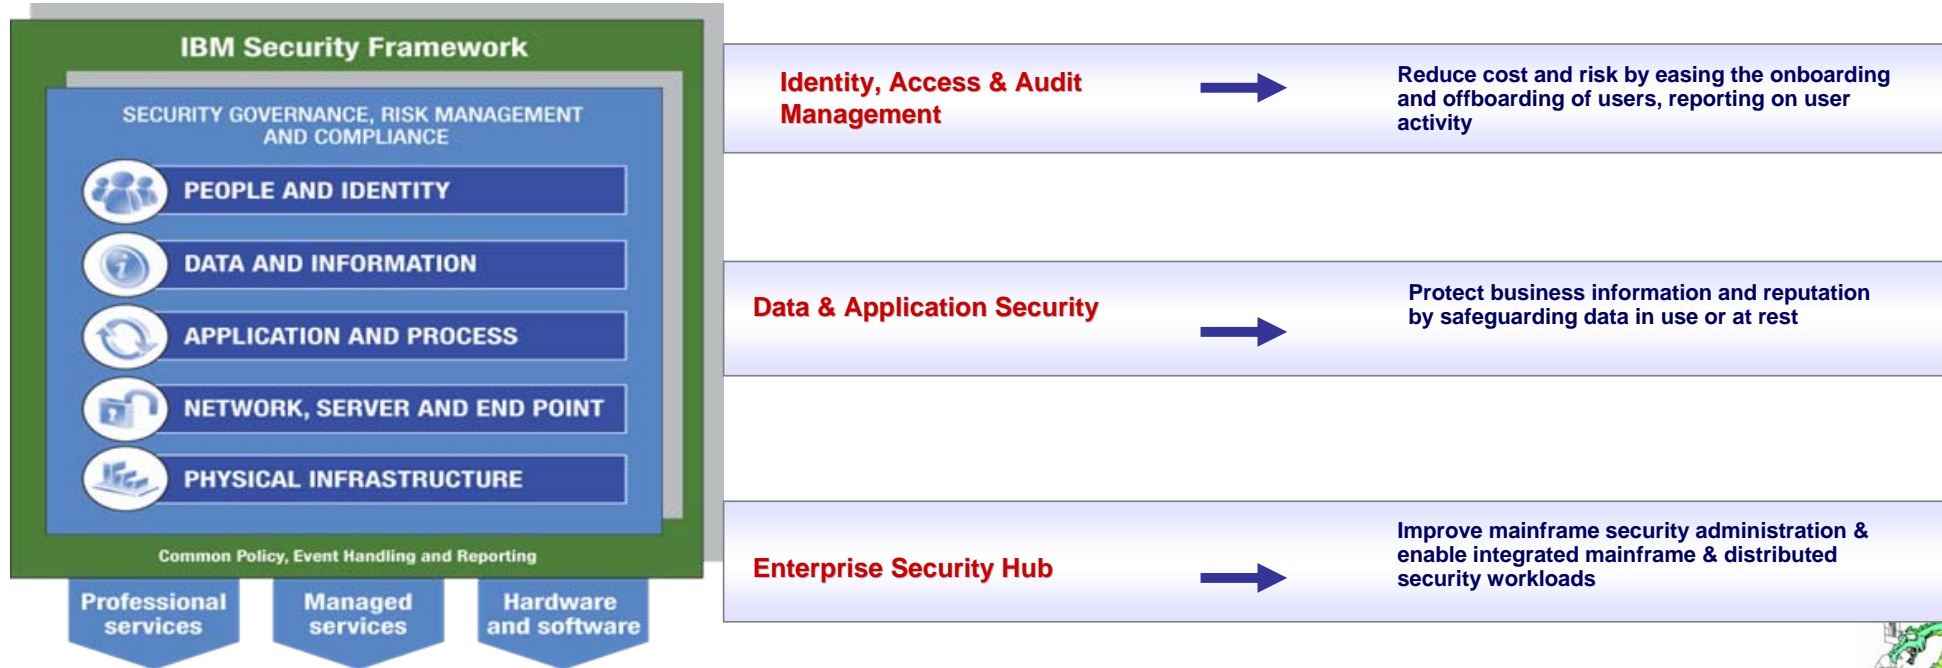 IBM Security Framework
SECURITY GOVERNANCE, RISK MANAGEMENT
AND COMPLIANCE
PEOPLE AND IDENTITY
DATA AND INFORMATION
APPLICATION AND PROCESS
NETWORK, SERVER AND END POINT
PHYSICAL INFRASTRUCTURE
Common Policy, Event Handling and Reporting
Professional
services
Managed
services
Hardware
and software
Identity, Access & Audit
Management
Reduce cost and risk by easing the onboarding
and offboarding of users, reporting on user
activity
Data & Application Security
Protect business information and reputation
by safeguarding data in use or at rest
Enterprise Security Hub
Improve mainframe security administration &
enable integrated mainframe & distributed
security workloads